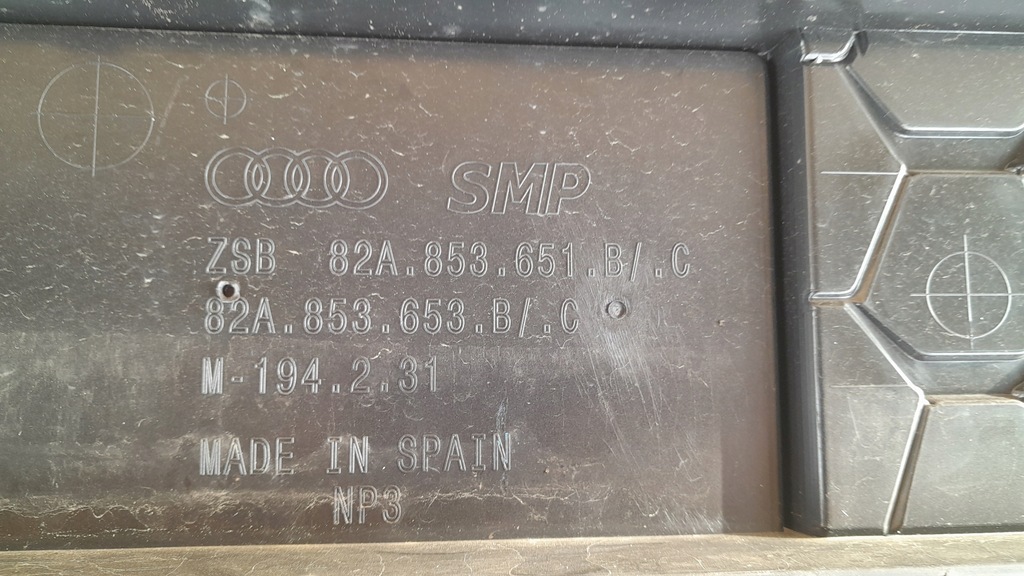 SMP
ZSB 82A.853.651.B/.C
82A.853.653.B/.C
M-194.2.31
MADE IN SPAIN
NP3